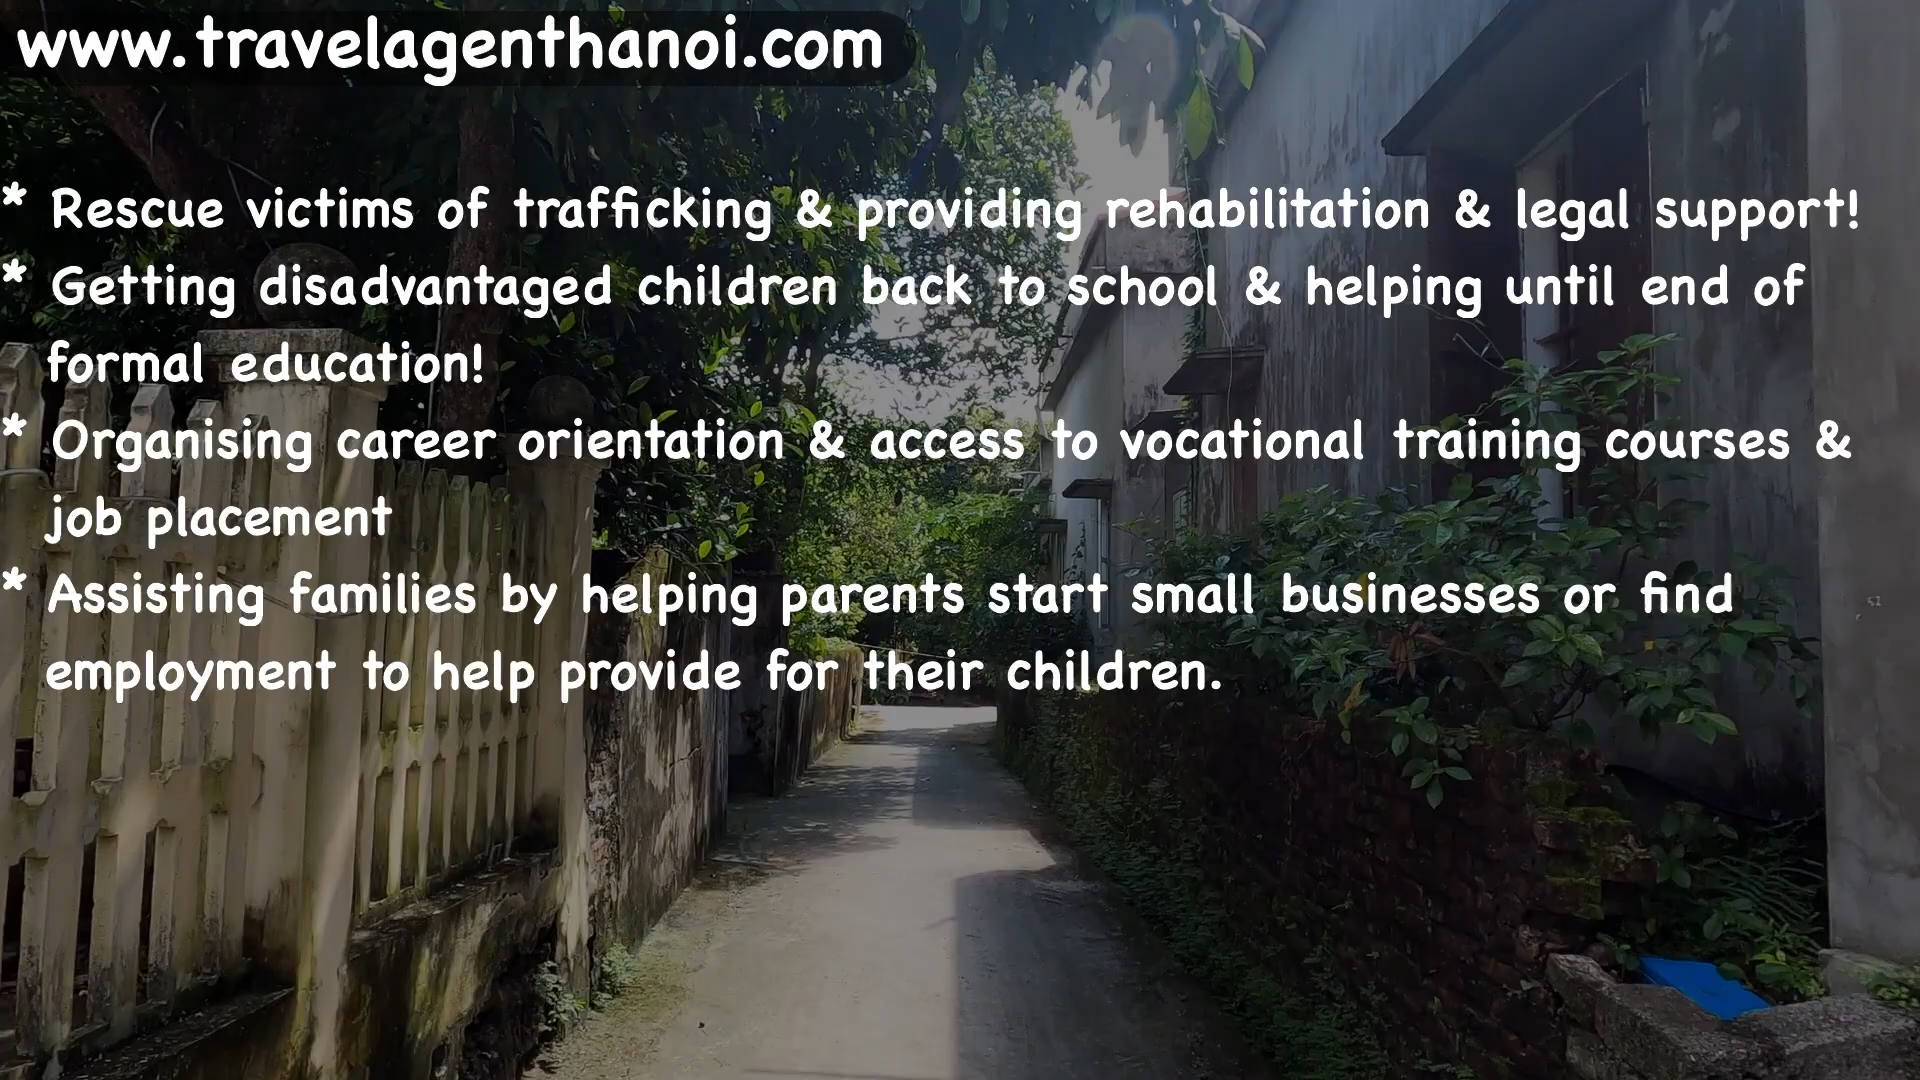 www.travelagenthanoi.com
* Rescue victims of trafficking & providing rehabilitation & legal support!
* Getting disadvantaged children back to school & helping until end of
formal education!
* Organising career orientation & access to vocational training courses &
job placement
* Assisting families by helping parents start small businesses or find
employment to help provide for their children.